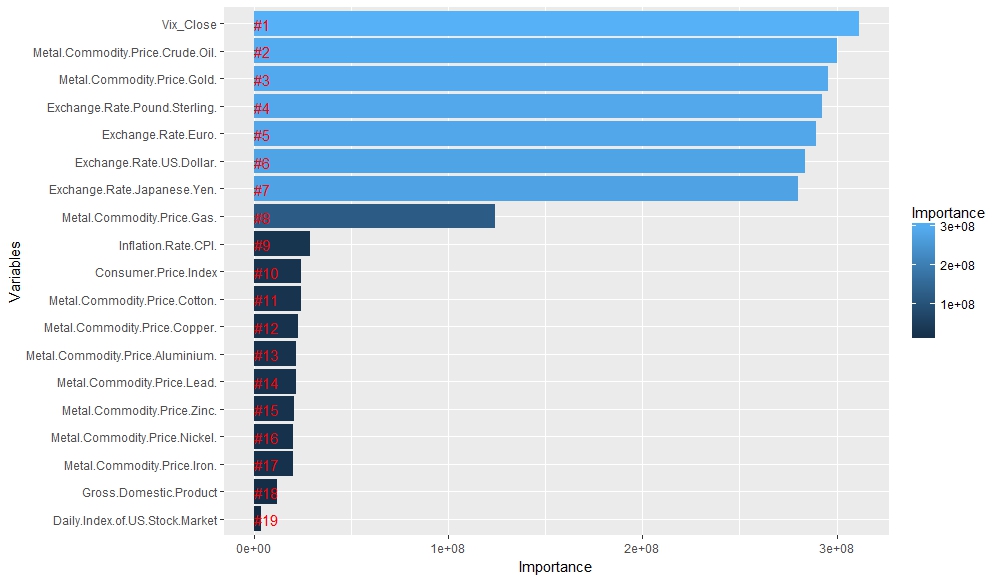 Vix_Close #1
Metal.Commodity.Price.Crude.Oil. #2
Metal.Commodity.Price.Gold. #3
Exchange.Rate.Pound.Sterling. #4
Exchange.Rate.Euro. #5
Exchange.Rate.US.Dollar. #6
Exchange.Rate.Japanese.Yen. #7
Metal.Commodity.Price.Gas. #8
Inflation.Rate.CPI. #9
Consumer.Price.Index #10
Metal.Commodity.Price.Cotton. #11
Metal.Commodity.Price.Copper. #12
Metal.Commodity.Price.Aluminium. #13
Metal.Commodity.Price.Lead. #14
Metal.Commodity.Price.Zinc. #15
Metal.Commodity.Price.Nickel. #16
Metal.Commodity.Price.Iron. #17
Gross.Domestic.Product #18
Daily.Index.of.US.Stock.Market #19
Variables
0e+00 1e+08 2e+08 3e+08
Importance
Importance
3e+08
2e+08
1e+08